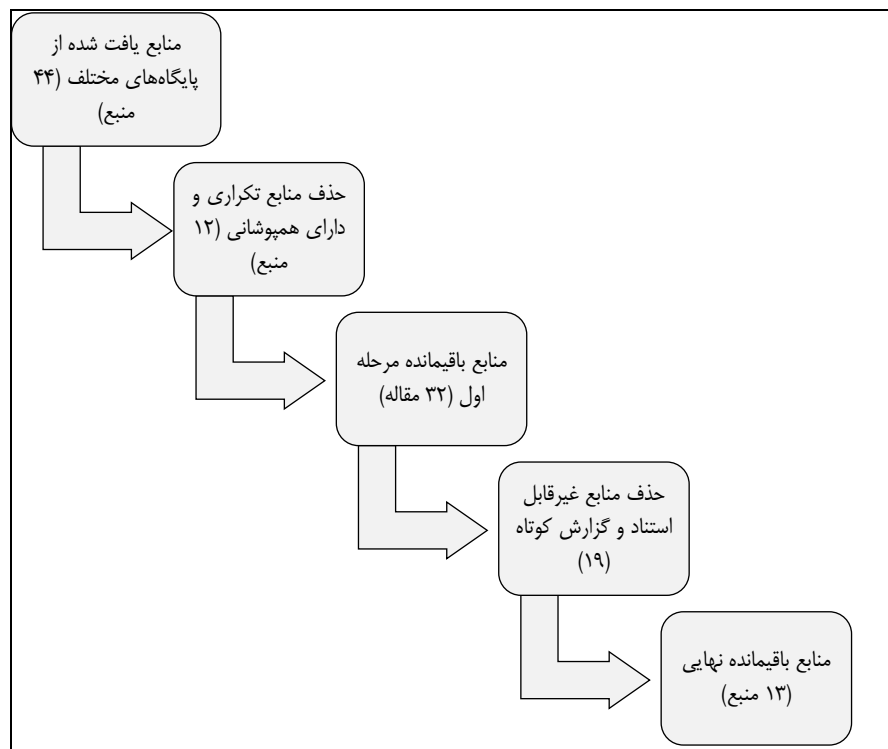 منابع یافت شده از
پایگاه‌های مختلف (۴۴
منبع)
حذف منابع تکراری و
دارای همپوشانی (۱۲
منبع)
منابع باقیمانده مرحله
اول (۳۲ مقاله)
حذف منابع غیرقابل
استناد و گزارش کوتاه
(۱۹)
منابع باقیمانده نهایی
(۱۳ منبع)